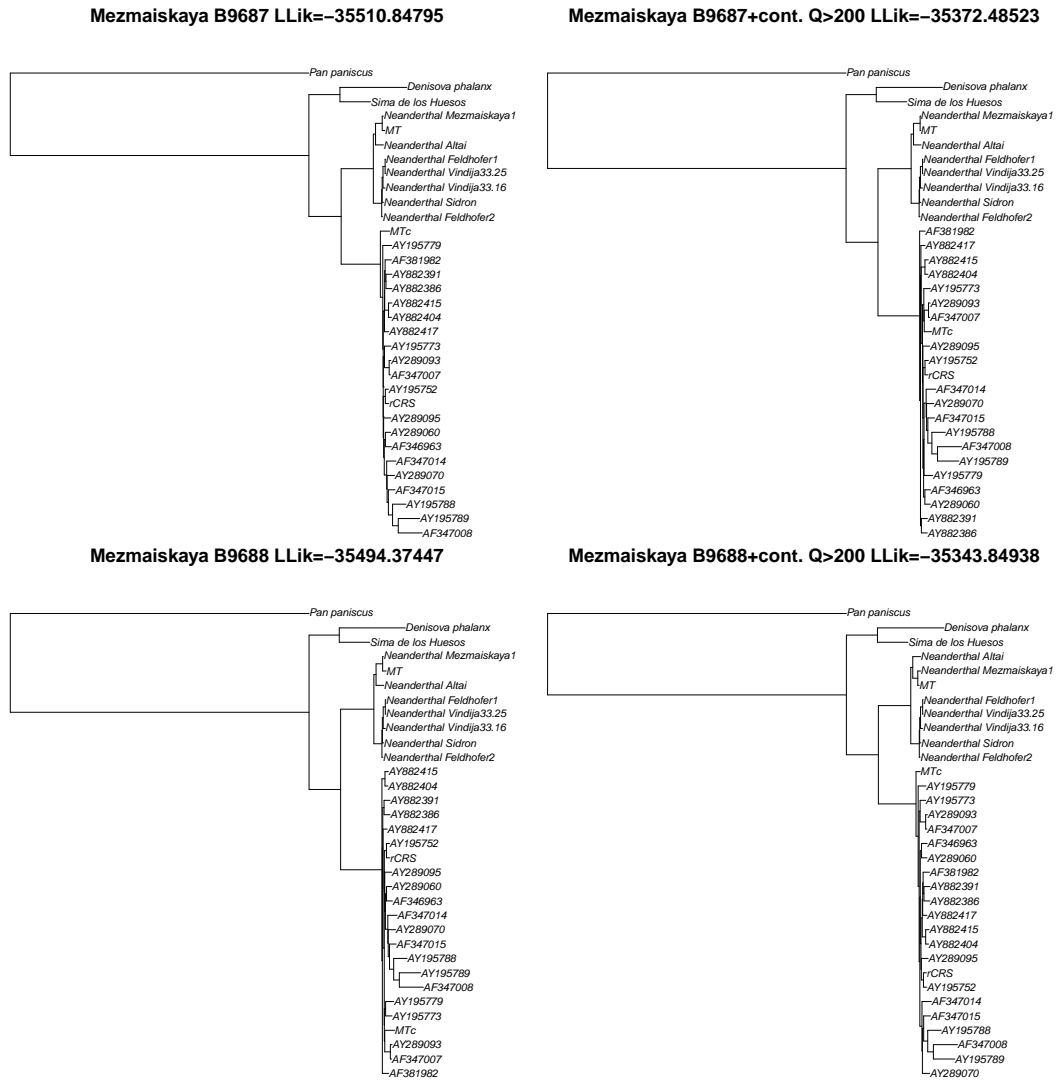 Mezmaiskaya B9687 LLik=−35510.84795
Pan paniscus
Denisova phalanx
Sima de los Huesos
Neanderthal Mezmaiskaya1
MT
Neanderthal Altai
Neanderthal Feldhofer1
Neanderthal Vindija33.25
Neanderthal Vindija33.16
Neanderthal Sidron
Neanderthal Feldhofer2
MTc
AY195779
AF381982
AY882391
AY882386
AY882415
AY882404
AY882417
AY195773
AY289093
AF347007
AY195752
rCRS
AY289095
AY289060
AF346963
AF347014
AY289070
AF347015
AY195788
AY195789
AF347008
Mezmaiskaya B9687+cont. Q>200 LLik=−35372.48523
Pan paniscus
Denisova phalanx
Sima de los Huesos
Neanderthal Mezmaiskaya1
MT
Neanderthal Altai
Neanderthal Feldhofer1
Neanderthal Vindija33.25
Neanderthal Vindija33.16
Neanderthal Sidron
Neanderthal Feldhofer2
AF381982
AY882417
AY882415
AY882404
AY195773
AY289093
AF347007
MTc
AY289095
AY195752
rCRS
AF347014
AY289070
AF347015
AY195788
AF347008
AY195789
AY195779
AF346963
AY289060
AY882391
AY882386
Mezmaiskaya B9688 LLik=−35494.37447
Pan paniscus
Denisova phalanx
Sima de los Huesos
Neanderthal Mezmaiskaya1
MT
Neanderthal Altai
Neanderthal Feldhofer1
Neanderthal Vindija33.25
Neanderthal Vindija33.16
Neanderthal Sidron
Neanderthal Feldhofer2
AY882415
AY882404
AY882391
AY882386
AY882417
AY195752
rCRS
AY289095
AY289060
AF346963
AF347014
AY289070
AF347015
AY195788
AY195789
AF347008
AY195779
AY195773
MTc
AY289093
AF347007
AF381982
Mezmaiskaya B9688+cont. Q>200 LLik=−35343.84938
Pan paniscus
Denisova phalanx
Sima de los Huesos
Neanderthal Altai
Neanderthal Mezmaiskaya1
MT
Neanderthal Feldhofer1
Neanderthal Vindija33.25
Neanderthal Vindija33.16
Neanderthal Sidron
Neanderthal Feldhofer2
MTc
AY195779
AY195773
AY289093
AF347007
AF346963
AY289060
AF381982
AY882391
AY882386
AY882417
AY882415
AY882404
AY289095
rCRS
AY195752
AF347014
AF347015
AY195788
AF347008
AY195789
AY289070